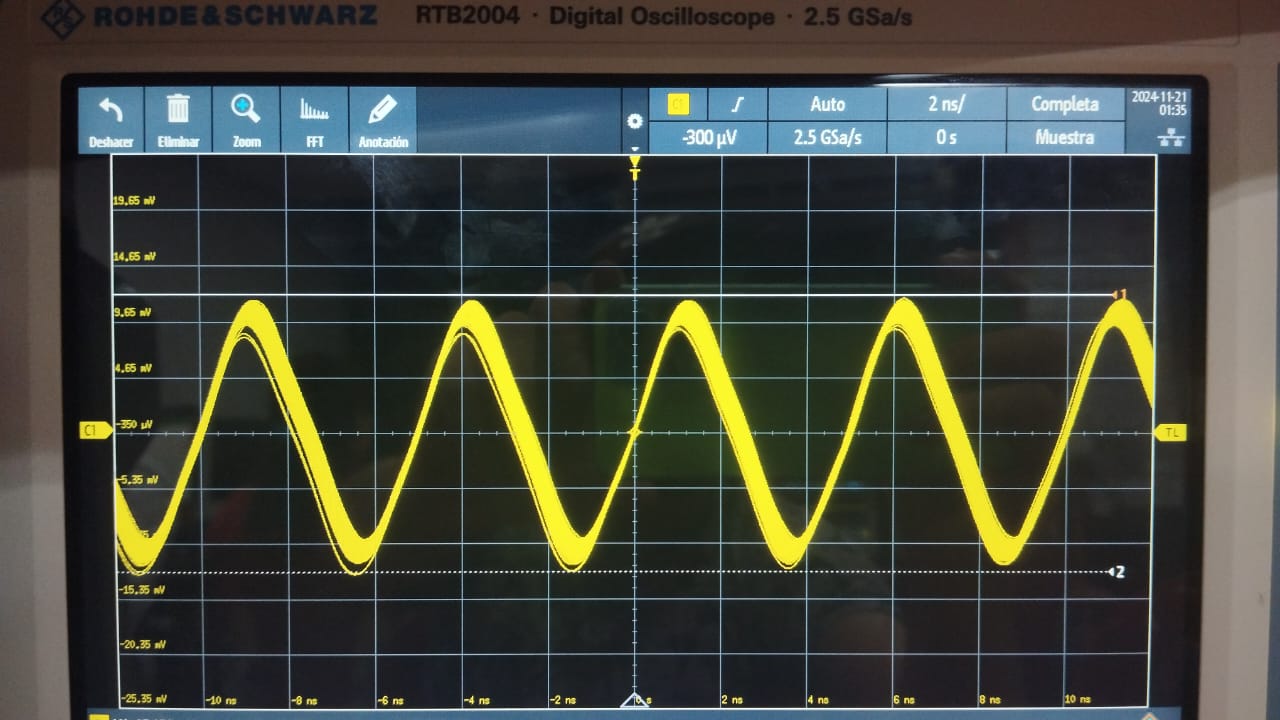 ROHDE&SCHWARZ RTB2004 · Digital Oscilloscope · 2.5 GSa/s
Deshacer Eliminar Zoom FFT Anotación
C1 Auto 2 ns/ Completa 2024-11-21
01:35
-300 µV 2.5 GSa/s 0 s Muestra
T
19,65 mV
14,65 mV
1
9,65 mV
4,65 mV
C1 -350 µV TL
-5,35 mV
2
-15,35 mV
-20,35 mV
-25,35 mV -10 ns -8 ns -6 ns -4 ns -2 ns 0 s 2 ns 4 ns 6 ns 8 ns 10 ns